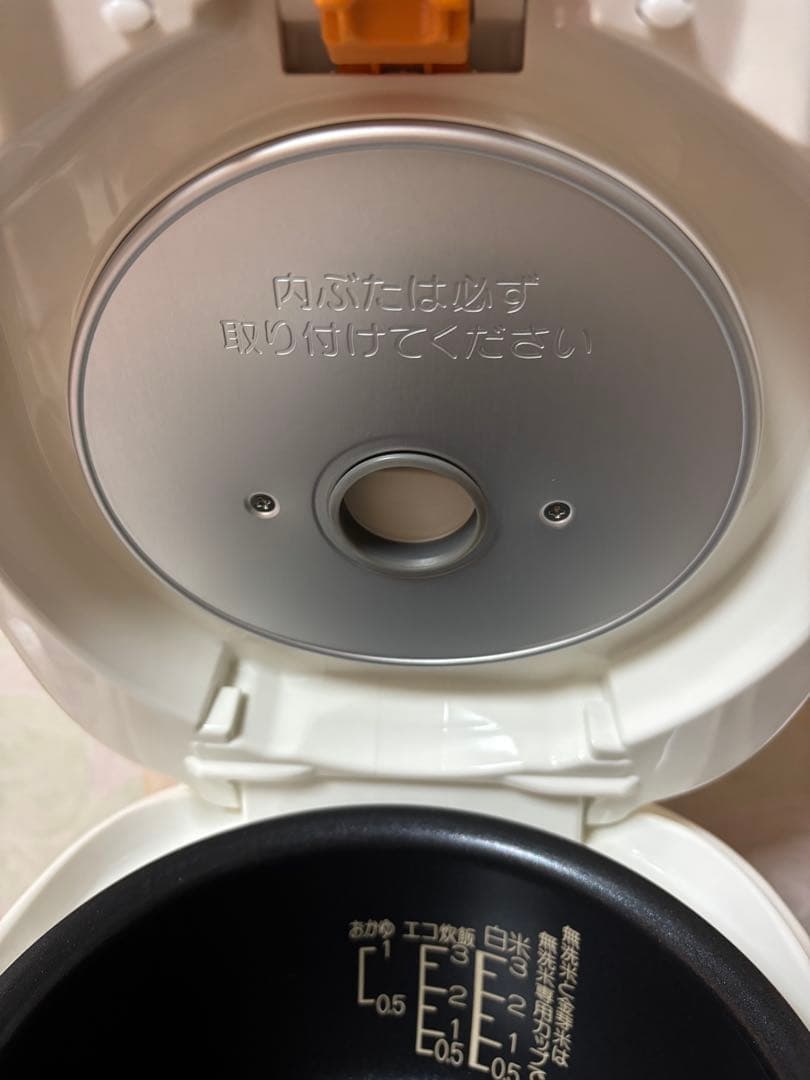 内ぶたは必ず
取り付けてください
おかゆ
1
0.5
エコ炊飯
3
2
1
0.5
白米
3
2
1
0.5
無洗米と金芽米は
無洗米専用カップで